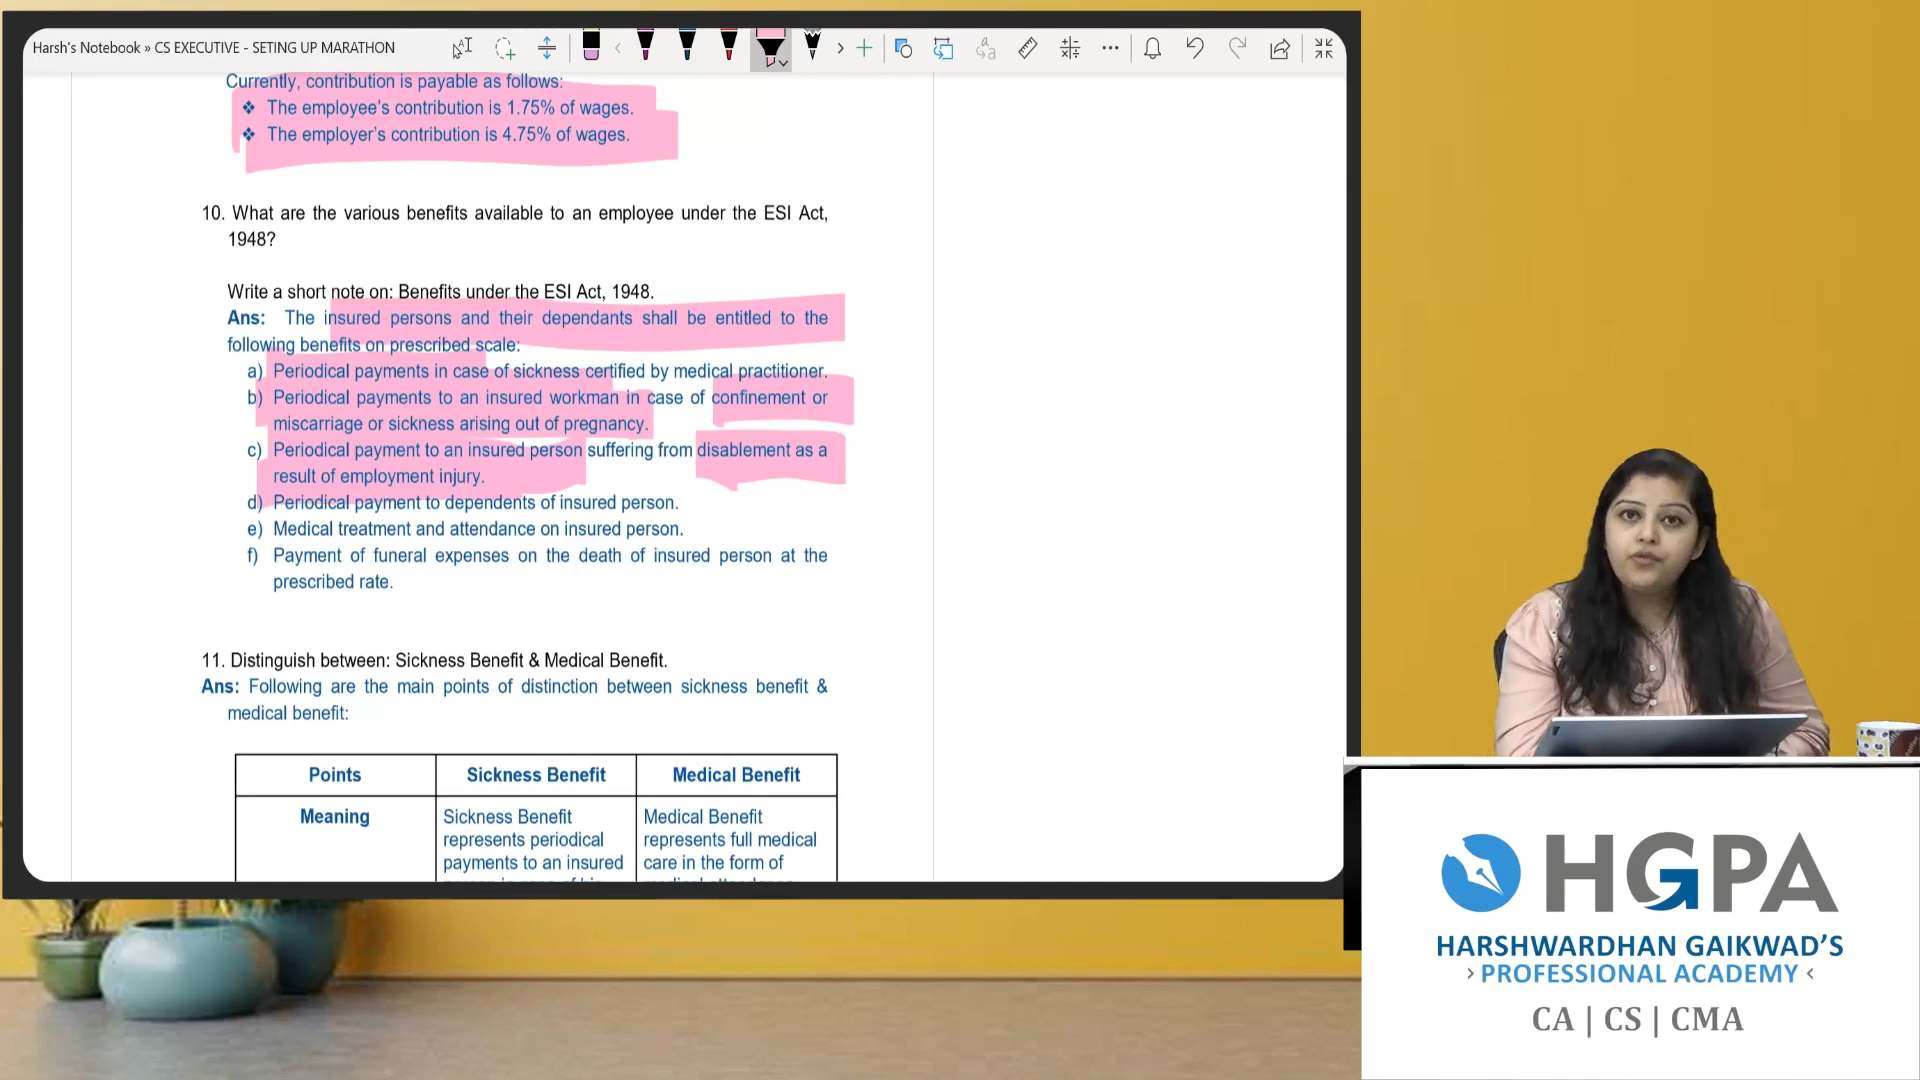 Harsh's Notebook » CS EXECUTIVE - SETING UP MARATHON
Currently, contribution is payable as follows:
❖ The employee's contribution is 1.75% of wages.
❖ The employer's contribution is 4.75% of wages.
10. What are the various benefits available to an employee under the ESI Act,
1948?
Write a short note on: Benefits under the ESI Act, 1948.
Ans: The insured persons and their dependants shall be entitled to the
following benefits on prescribed scale:
a) Periodical payments in case of sickness certified by medical practitioner.
b) Periodical payments to an insured workman in case of confinement or
miscarriage or sickness arising out of pregnancy.
c) Periodical payment to an insured person suffering from disablement as a
result of employment injury.
d) Periodical payment to dependents of insured person.
e) Medical treatment and attendance on insured person.
f) Payment of funeral expenses on the death of insured person at the
prescribed rate.
11. Distinguish between: Sickness Benefit & Medical Benefit.
Ans: Following are the main points of distinction between sickness benefit &
medical benefit:
Points Sickness Benefit Medical Benefit
Meaning Sickness Benefit Medical Benefit
represents periodical represents full medical
payments to an insured care in the form of
HGPA
HARSHWARDHAN GAIKWAD'S
› PROFESSIONAL ACADEMY ‹
CA | CS | CMA